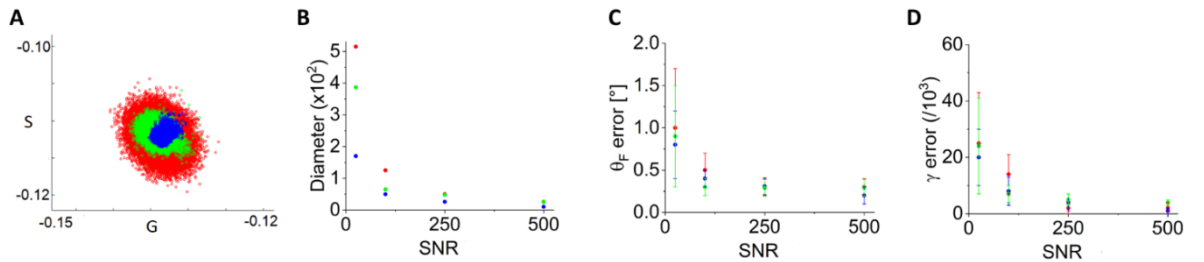 A
-0.10
S
-0.12
-0.15
G
-0.12
B
Diameter (x10²)
5
4
3
2
1
0
0
250
500
SNR
C
θF error [°]
2.0
1.5
1.0
0.5
0.0
0
250
500
SNR
D
γ error (/10³)
60
40
20
0
0
250
500
SNR